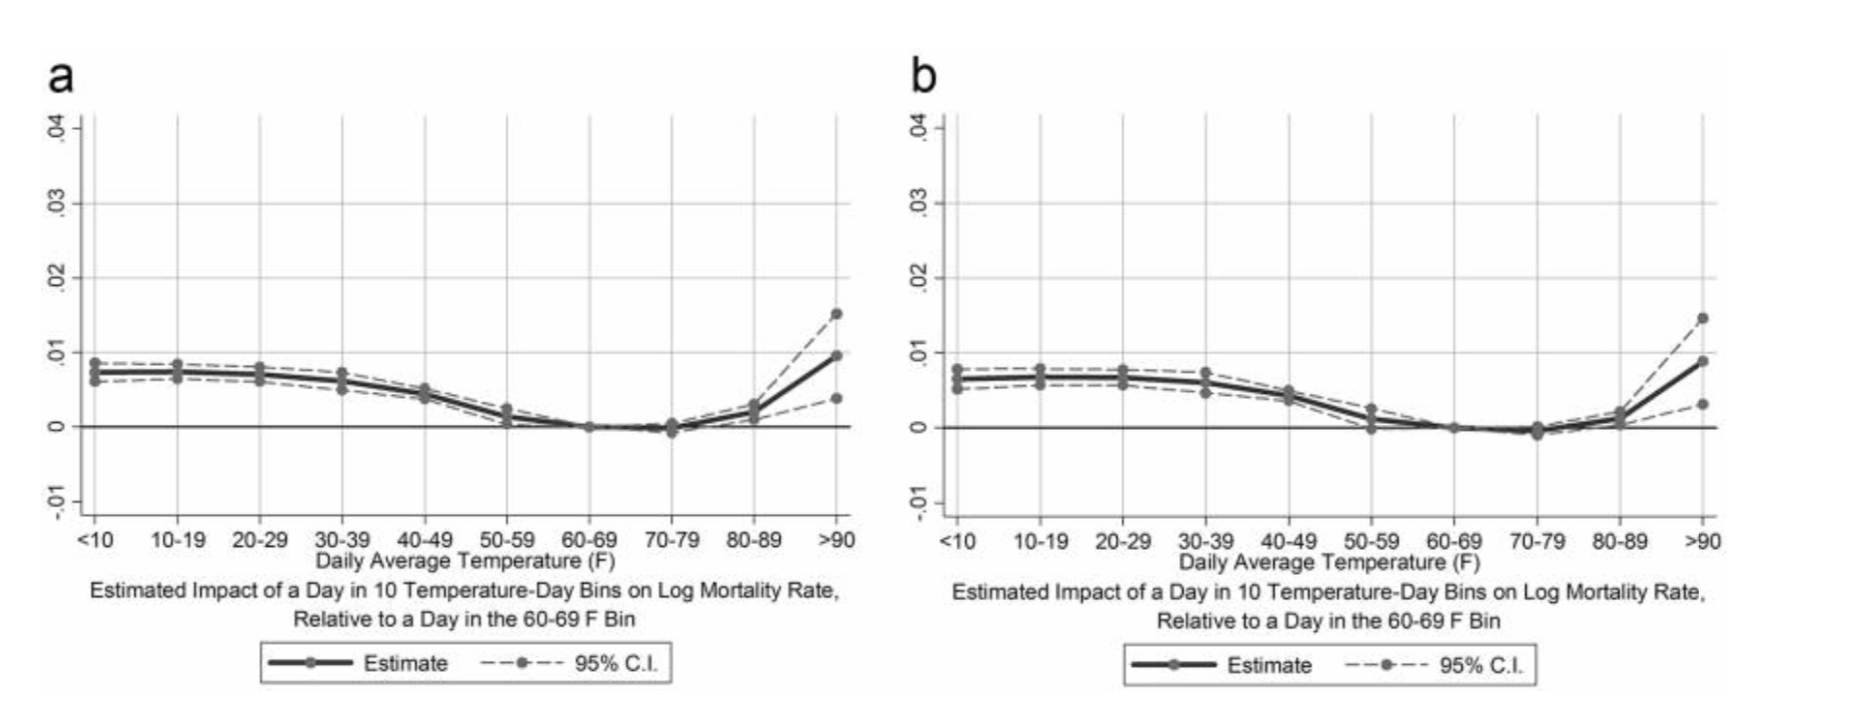 a
.04
.03
.02
.01
0
-.01
<10 10-19 20-29 30-39 40-49 50-59 60-69 70-79 80-89 >90
Daily Average Temperature (F)
Estimated Impact of a Day in 10 Temperature-Day Bins on Log Mortality Rate,
Relative to a Day in the 60-69 F Bin
Estimate 95% C.I.
b
.04
.03
.02
.01
0
-.01
<10 10-19 20-29 30-39 40-49 50-59 60-69 70-79 80-89 >90
Daily Average Temperature (F)
Estimated Impact of a Day in 10 Temperature-Day Bins on Log Mortality Rate,
Relative to a Day in the 60-69 F Bin
Estimate 95% C.I.